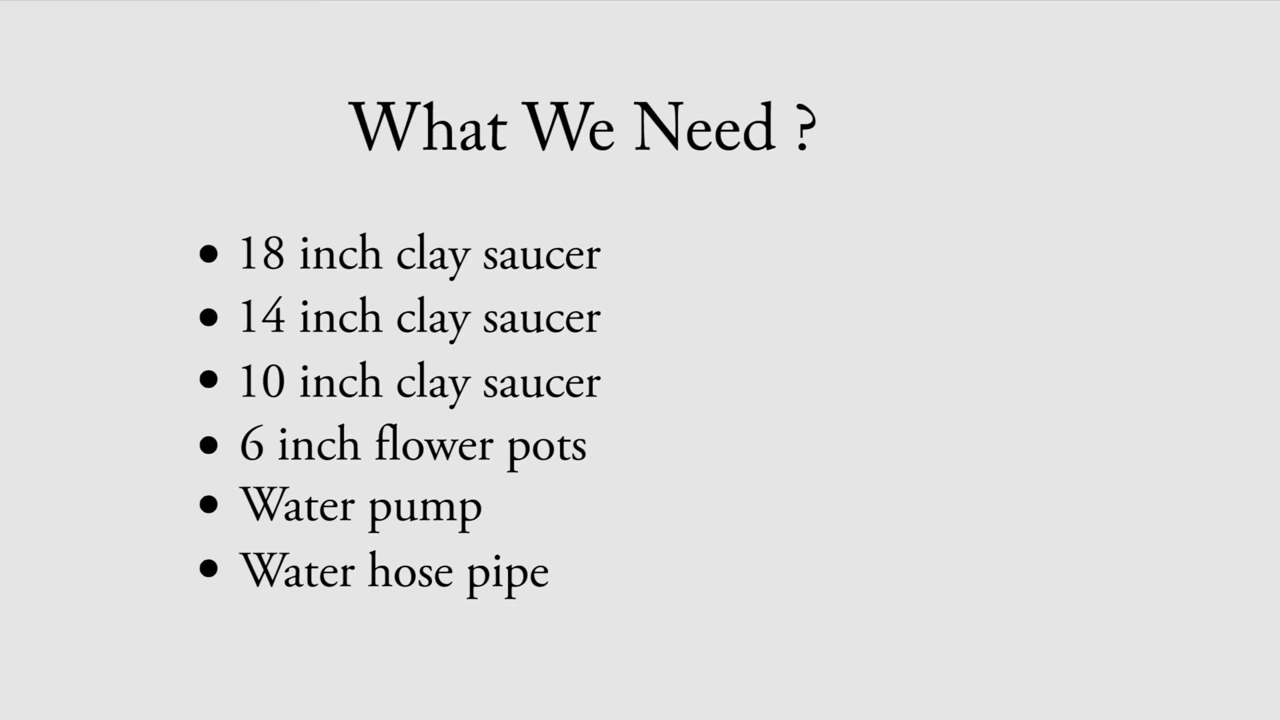 What We Need ?
• 18 inch clay saucer
• 14 inch clay saucer
• 10 inch clay saucer
• 6 inch flower pots
• Water pump
• Water hose pipe